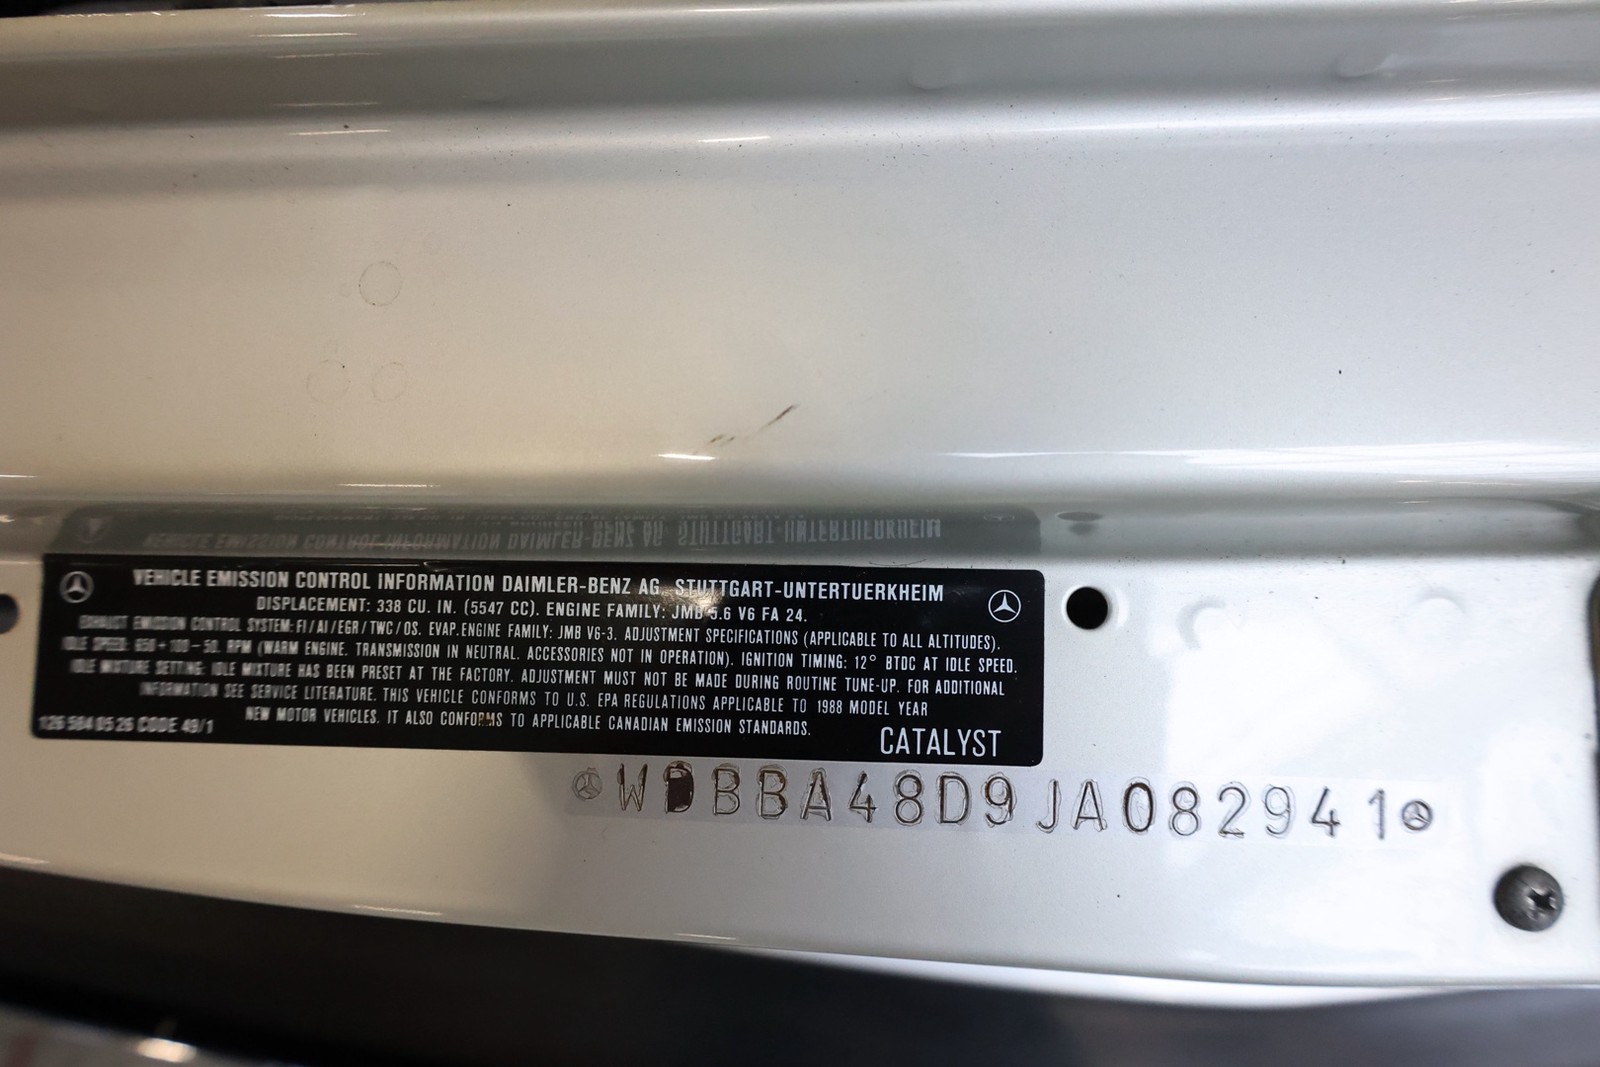 VEHICLE EMISSION CONTROL INFORMATION DAIMLER-BENZ AG, STUTTGART-UNTERTUERKHEIM
DISPLACEMENT: 338 CU. IN. (5547 CC). ENGINE FAMILY: JMB 5.6 V6 FA 24.
EXHAUST EMISSION CONTROL SYSTEM: FI/AI/EGR/TWC/OS. EVAP. ENGINE FAMILY: JMB V6-3. ADJUSTMENT SPECIFICATIONS (APPLICABLE TO ALL ALTITUDES).
IDLE SPEED: 650 + 100 – 50. RPM (WARM ENGINE. TRANSMISSION IN NEUTRAL. ACCESSORIES NOT IN OPERATION). IGNITION TIMING: 12° BTDC AT IDLE SPEED.
IDLE MIXTURE SETTING: IDLE MIXTURE HAS BEEN PRESET AT THE FACTORY. ADJUSTMENT MUST NOT BE MADE DURING ROUTINE TUNE-UP. FOR ADDITIONAL
INFORMATION SEE SERVICE LITERATURE. THIS VEHICLE CONFORMS TO U.S. EPA REGULATIONS APPLICABLE TO 1988 MODEL YEAR
NEW MOTOR VEHICLES. IT ALSO CONFORMS TO APPLICABLE CANADIAN EMISSION STANDARDS.
126 584 05 26 CODE 49/1
CATALYST
WDBBA48D9JA082941